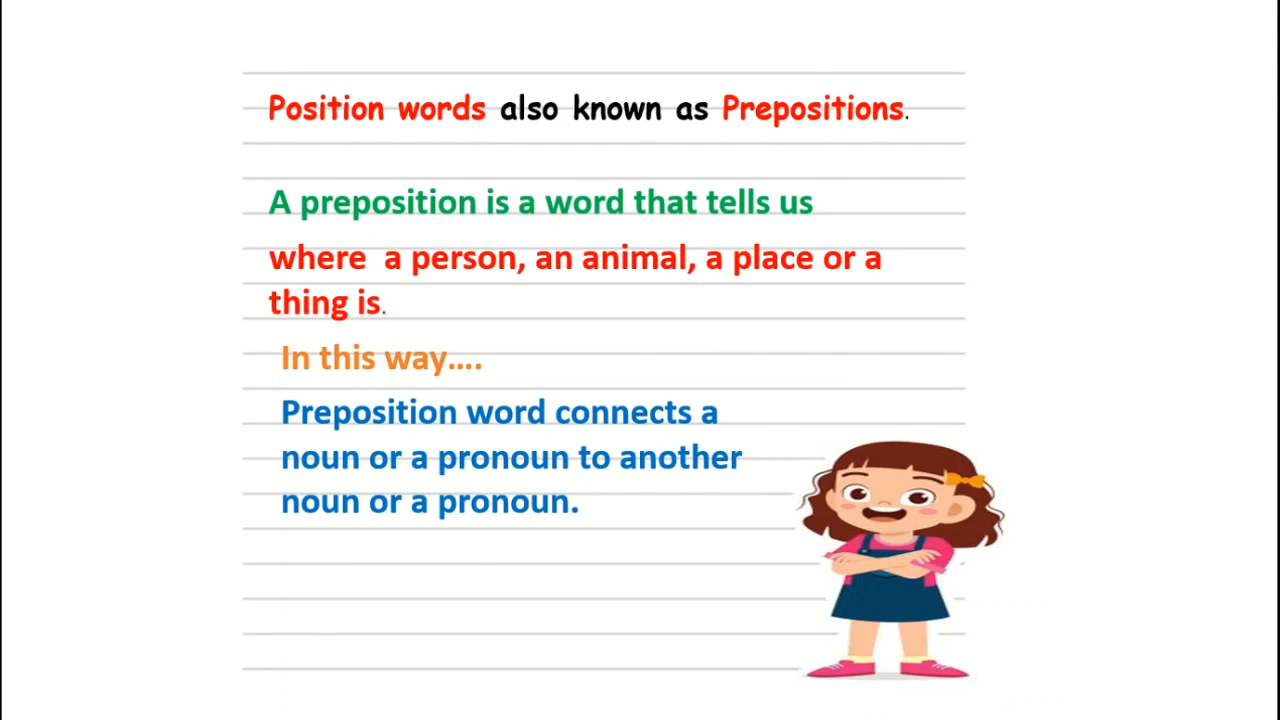 Position words also known as Prepositions.
A preposition is a word that tells us
where a person, an animal, a place or a
thing is.
In this way....
Preposition word connects a
noun or a pronoun to another
noun or a pronoun.